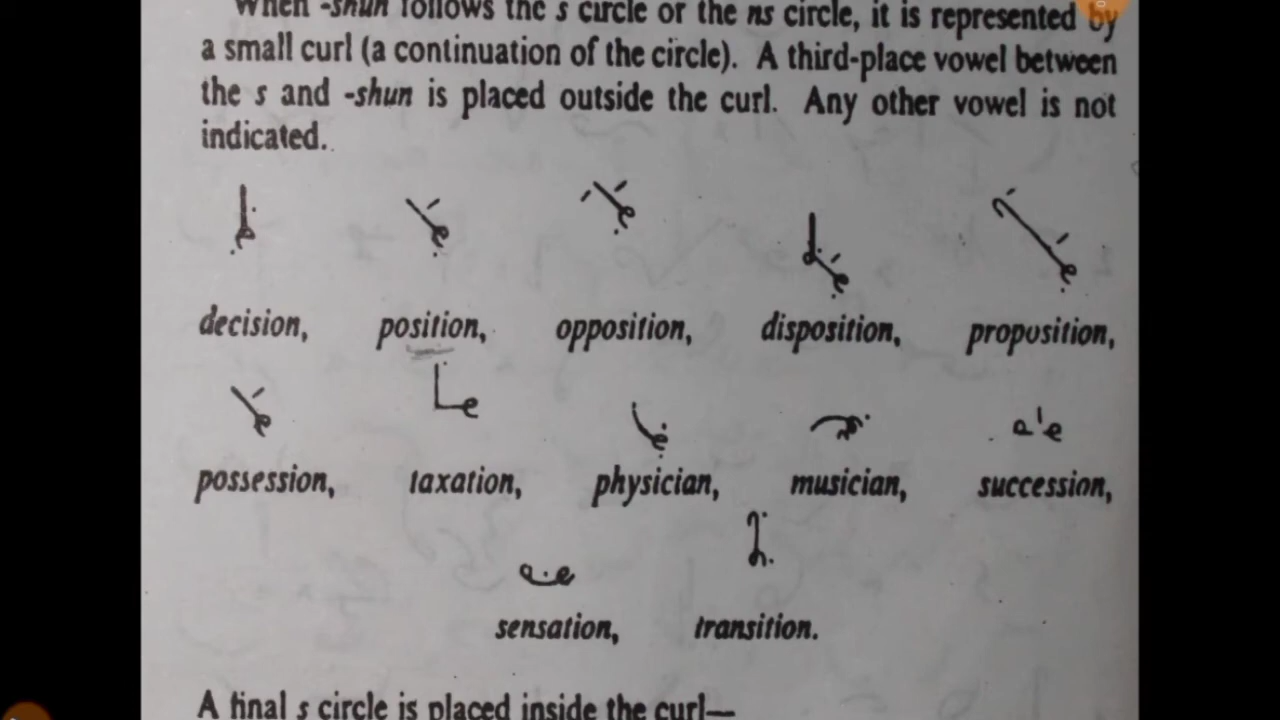 When -shun follows the s circle or the ns circle, it is represented by
a small curl (a continuation of the circle). A third-place vowel between
the s and -shun is placed outside the curl. Any other vowel is not
indicated.
decision, position, opposition, disposition, proposition,
possession, taxation, physician, musician, succession,
sensation, transition.
A final s circle is placed inside the curl—